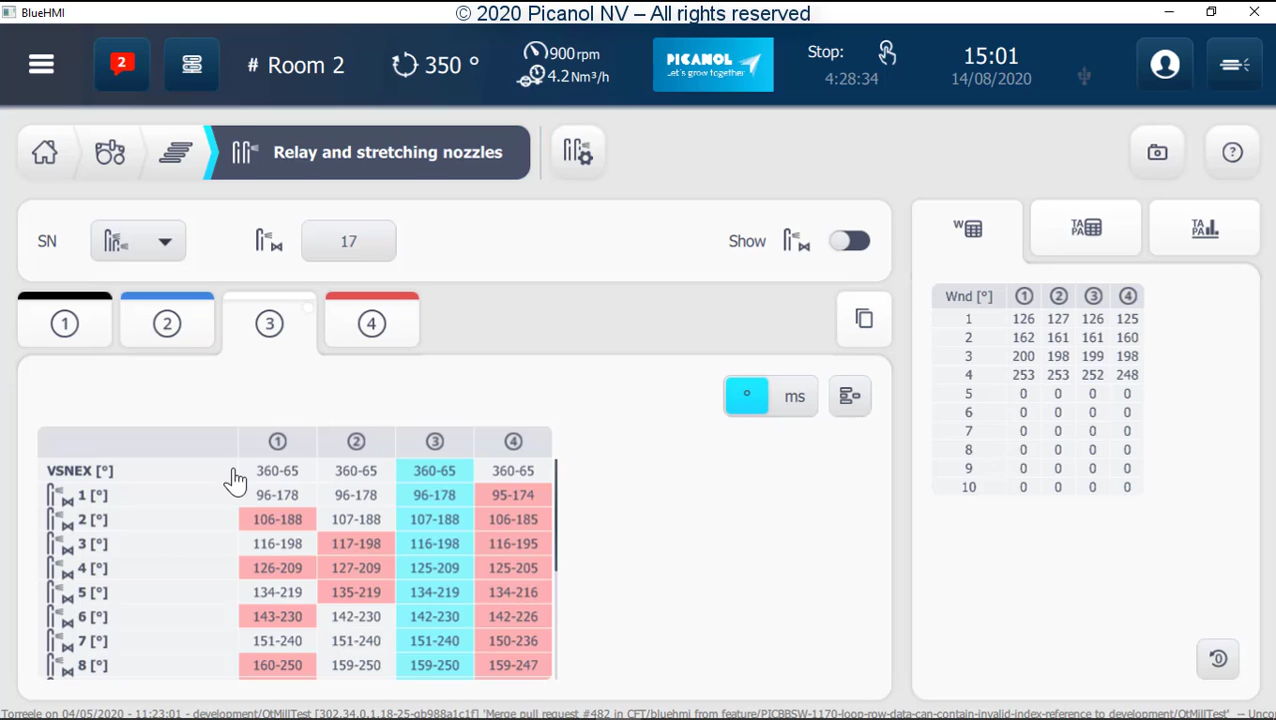 BlueHMI
© 2020 Picanol NV – All rights reserved
2
# Room 2
350 °
900 rpm
4.2 Nm³/h
PICANOL
Let's grow together
Stop:
4:28:34
15:01
14/08/2020
Relay and stretching nozzles
SN
17
Show
W
TA
PA
TA
PA
1 2 3 4
° ms
1 2 3 4
VSNEX [°] 360-65 360-65 360-65 360-65
1 [°] 96-178 96-178 96-178 95-174
2 [°] 106-188 107-188 107-188 106-185
3 [°] 116-198 117-198 116-198 116-195
4 [°] 126-209 127-209 125-209 125-205
5 [°] 134-219 135-219 134-219 134-216
6 [°] 143-230 142-230 142-230 142-226
7 [°] 151-240 151-240 151-240 150-236
8 [°] 160-250 159-250 159-250 159-247
Wnd [°] 1 2 3 4
1 126 127 126 125
2 162 161 161 160
3 200 198 199 198
4 253 253 252 248
5 0 0 0 0
6 0 0 0 0
7 0 0 0 0
8 0 0 0 0
9 0 0 0 0
10 0 0 0 0
0
Torreele on 04/05/2020 - 11:23:01 - development/OtMillTest [302.34.0.1.18-25-gb988a1c1f] 'Merge pull request #482 in CFT/bluehmi from feature/PICBBSW-1170-loop-row-data-can-contain-invalid-index-reference to development/OtMillTest' -- Unco